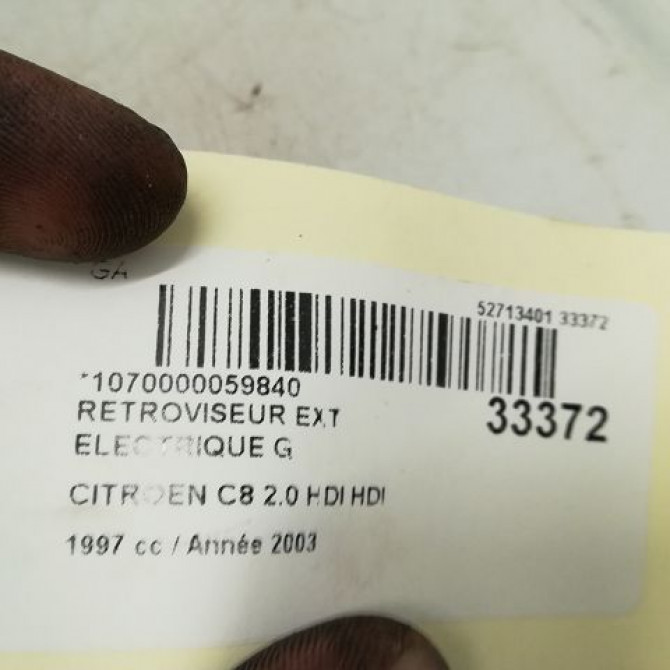 GA
52713401 33372
*1070000059840
33372
RETROVISEUR EXT
ELECTRIQUE G
CITROEN C8 2.0 HDI HDI
1997 cc / Année 2003